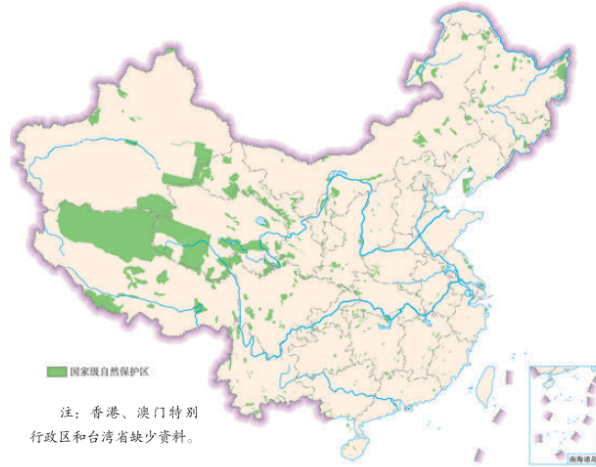 国家级自然保护区
注：香港、澳门特别
行政区和台湾省缺少资料。
南海诸岛